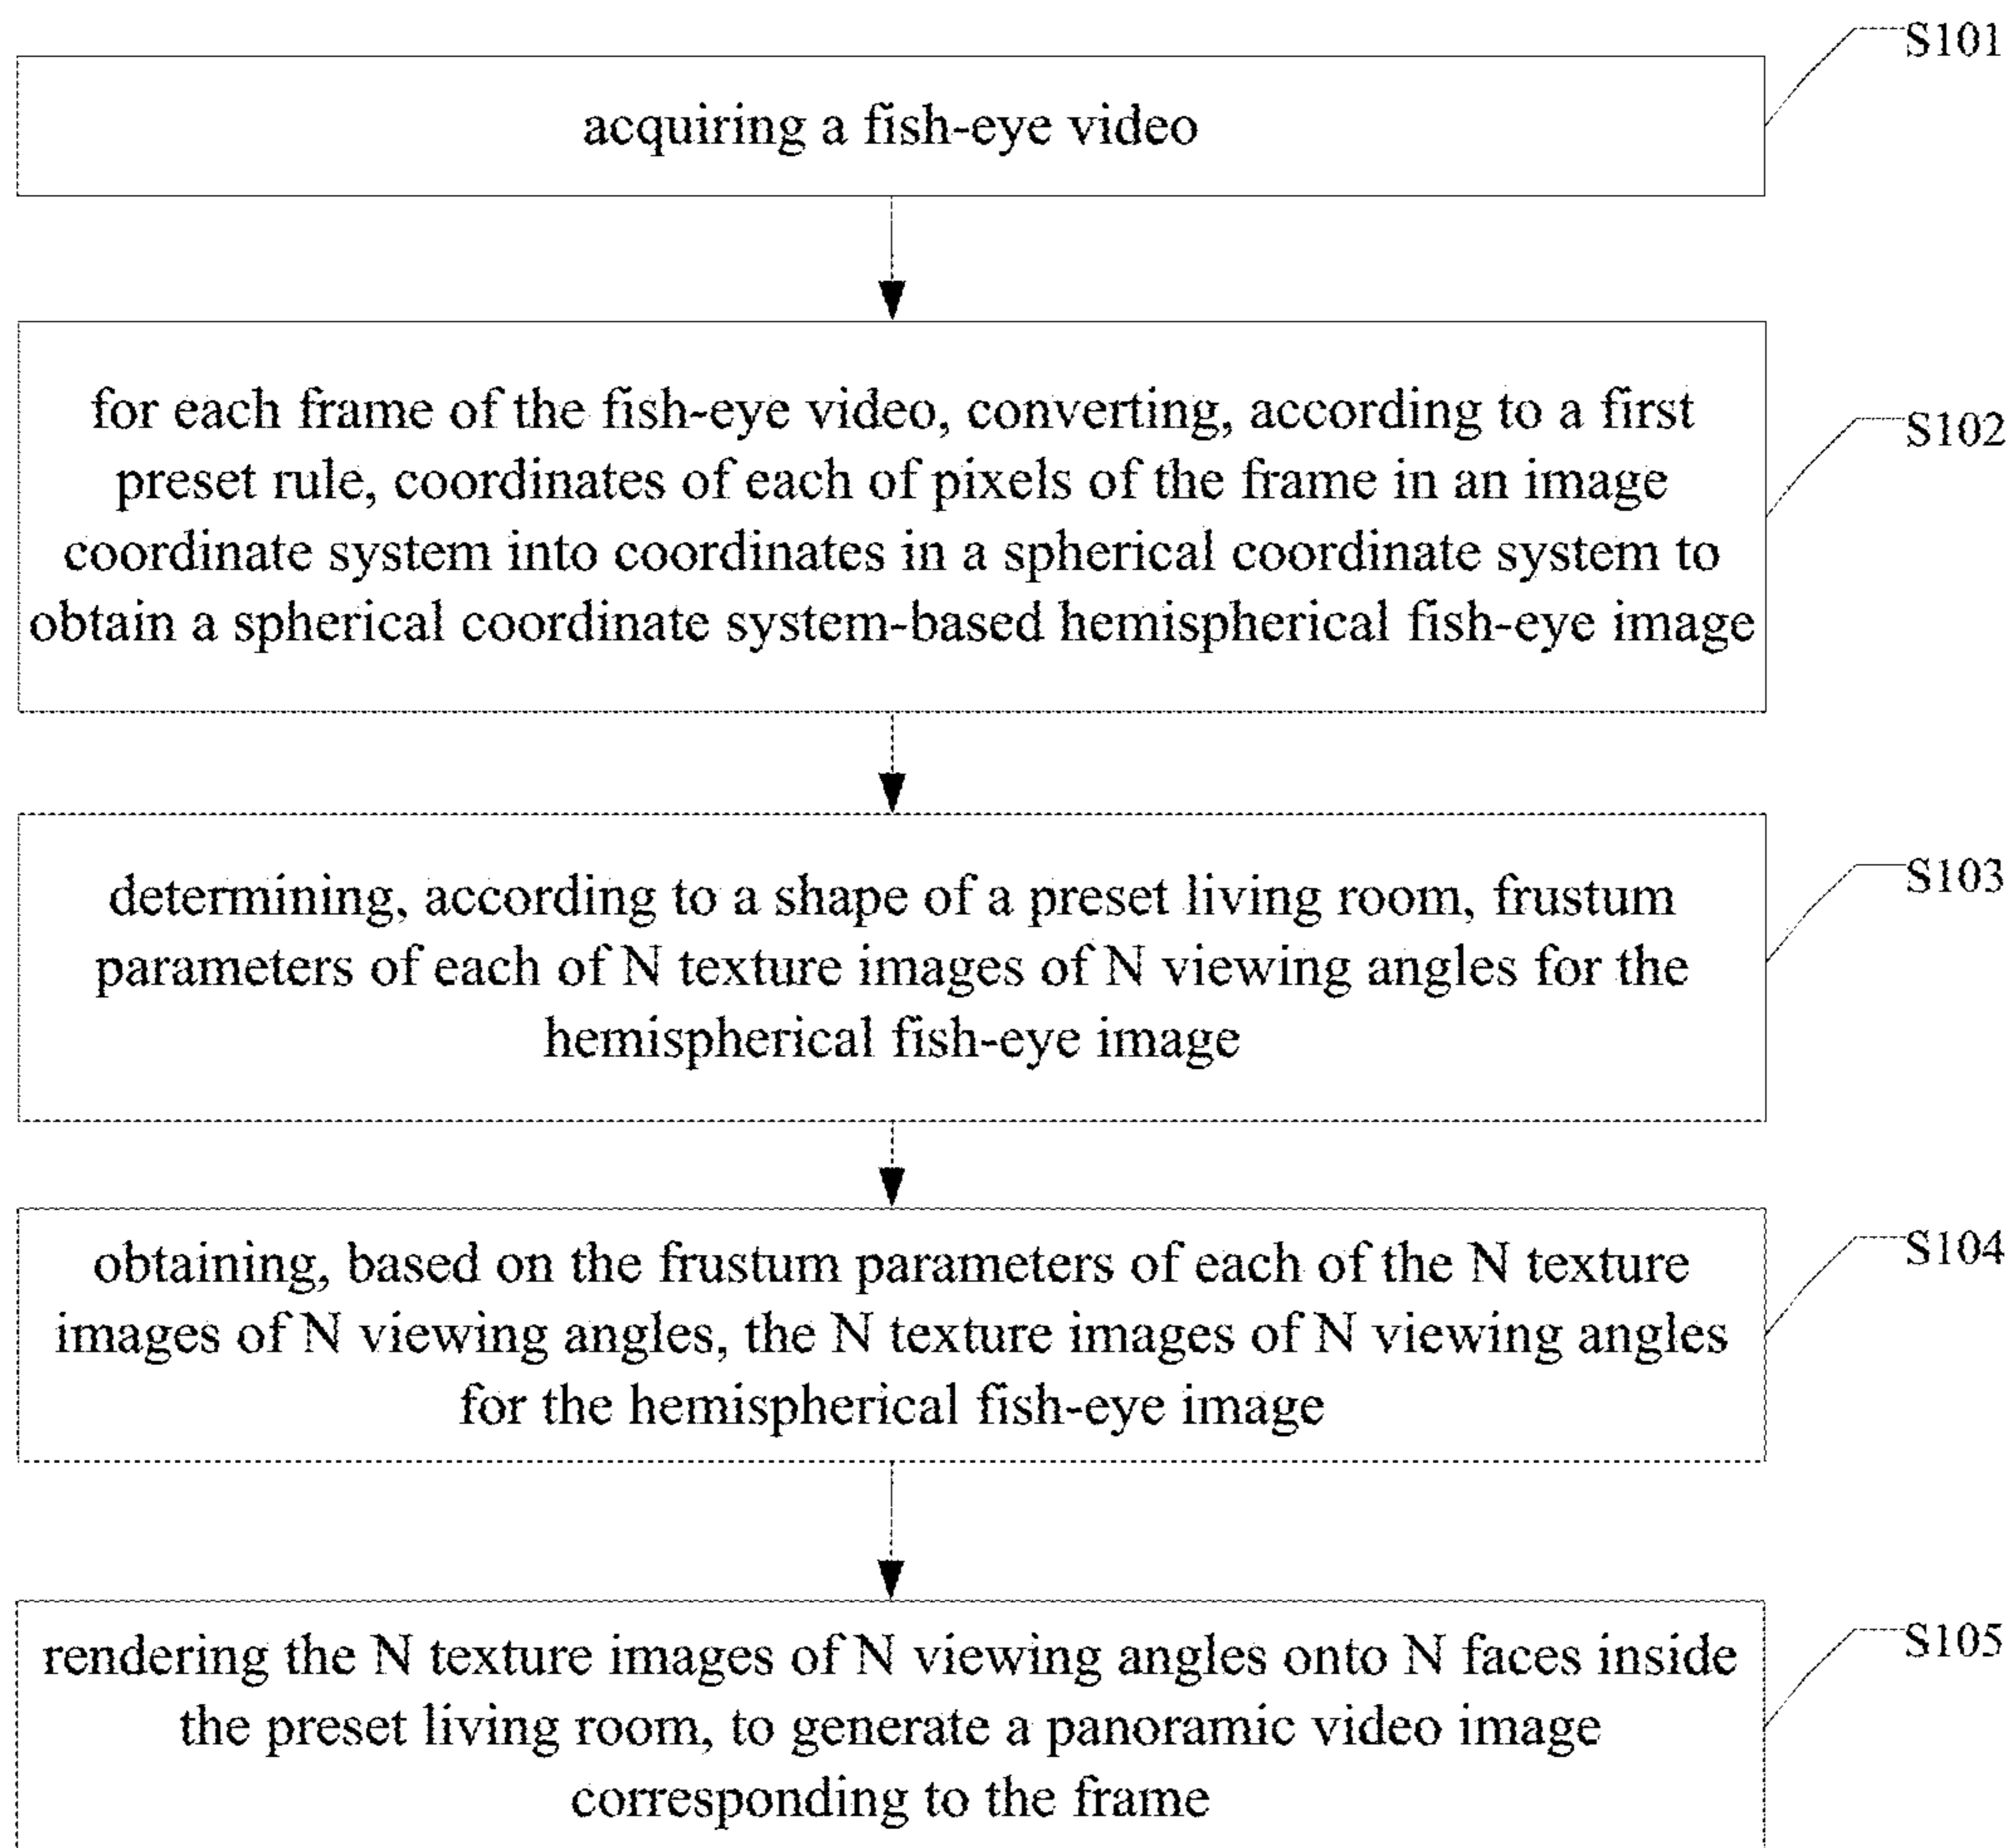 S101
acquiring a fish-eye video
for each frame of the fish-eye video, converting, according to a first
S102
preset rule, coordinates of each of pixels of the frame in an image
coordinate system into coordinates in a spherical coordinate system to
obtain a spherical coordinate system-based hemispherical fish-eye image
S103
determining, according to a shape of a preset living room, frustum
parameters of each of N texture images of N viewing angles for the
hemispherical fish-eye image
S104
obtaining, based on the frustum parameters of each of the N texture
images of N viewing angles, the N texture images of N viewing angles
for the hemispherical fish-eye image
S105
rendering the N texture images of N viewing angles onto N faces inside
the preset living room, to generate a panoramic video image
corresponding to the frame